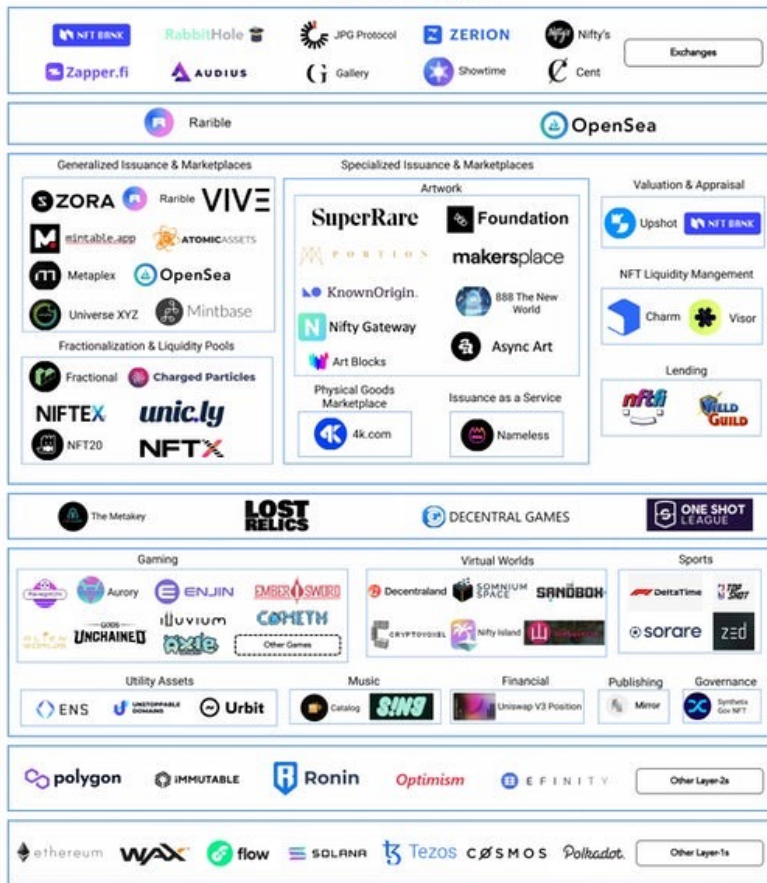 NFT BANK
RabbitHole
JPG Protocol
ZERION
Nifty's
Exchanges
Zapper.fi
AUDIUS
Gallery
Showtime
Cent
Rarible
OpenSea
Generalized Issuance & Marketplaces
ZORA
Rarible
VIVE
mintable.app
ATOMICASSETS
Metaplex
OpenSea
Universe XYZ
Mintbase
Fractionalization & Liquidity Pools
Fractional
Charged Particles
NIFTEX
unic.ly
NFT20
NFTX
Specialized Issuance & Marketplaces
Artwork
SuperRare
Foundation
PORTION
makersplace
KnownOrigin.
888 The New
World
Nifty Gateway
Async Art
Art Blocks
Physical Goods
Marketplace
4K
4k.com
Issuance as a Service
Nameless
Valuation & Appraisal
Upshot
NFT BANK
NFT Liquidity Mangement
Charm
Visor
Lending
nftfi
YIELD
GUILD
The Metakey
LOST
RELICS
DECENTRAL GAMES
ONE SHOT
LEAGUE
Gaming
Aurory
ENJIN
EMBER SWORD
ALIEN
WORLDS
GODS
UNCHAINED
ILLUVIUM
COMETH
AXIE
Other Games
Virtual Worlds
Decentraland
SOMNIUM
SPACE
THE
SANDBOX
CRYPTOVOXEL
Nifty Island
Sports
DeltaTime
TOP
SHOT
sorare
zed
Utility Assets
ENS
UNSTOPPABLE
DOMAINS
Urbit
Music
Catalog
S!NG
Financial
Uniswap V3 Position
Publishing
Mirror
Governance
Synthetix
Gov NFT
polygon
IMMUTABLE
Ronin
Optimism
EFINITY
Other Layer-2s
ethereum
WAX
flow
SOLANA
Tezos
COSMOS
Polkadot.
Other Layer-1s